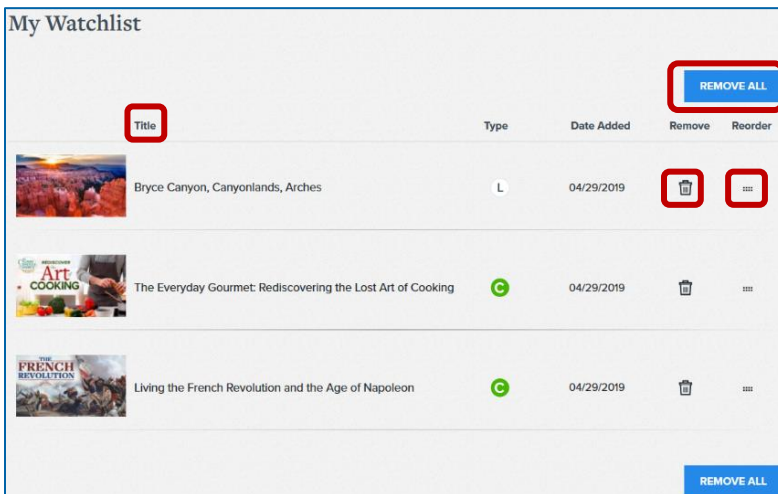 My Watchlist
REMOVE ALL
Title Type Date Added Remove Reorder
Bryce Canyon, Canyonlands, Arches L 04/29/2019
REDISCOVER
Art
COOKING
The Everyday Gourmet: Rediscovering the Lost Art of Cooking C 04/29/2019
THE
FRENCH
REVOLUTION
Living the French Revolution and the Age of Napoleon C 04/29/2019
REMOVE ALL